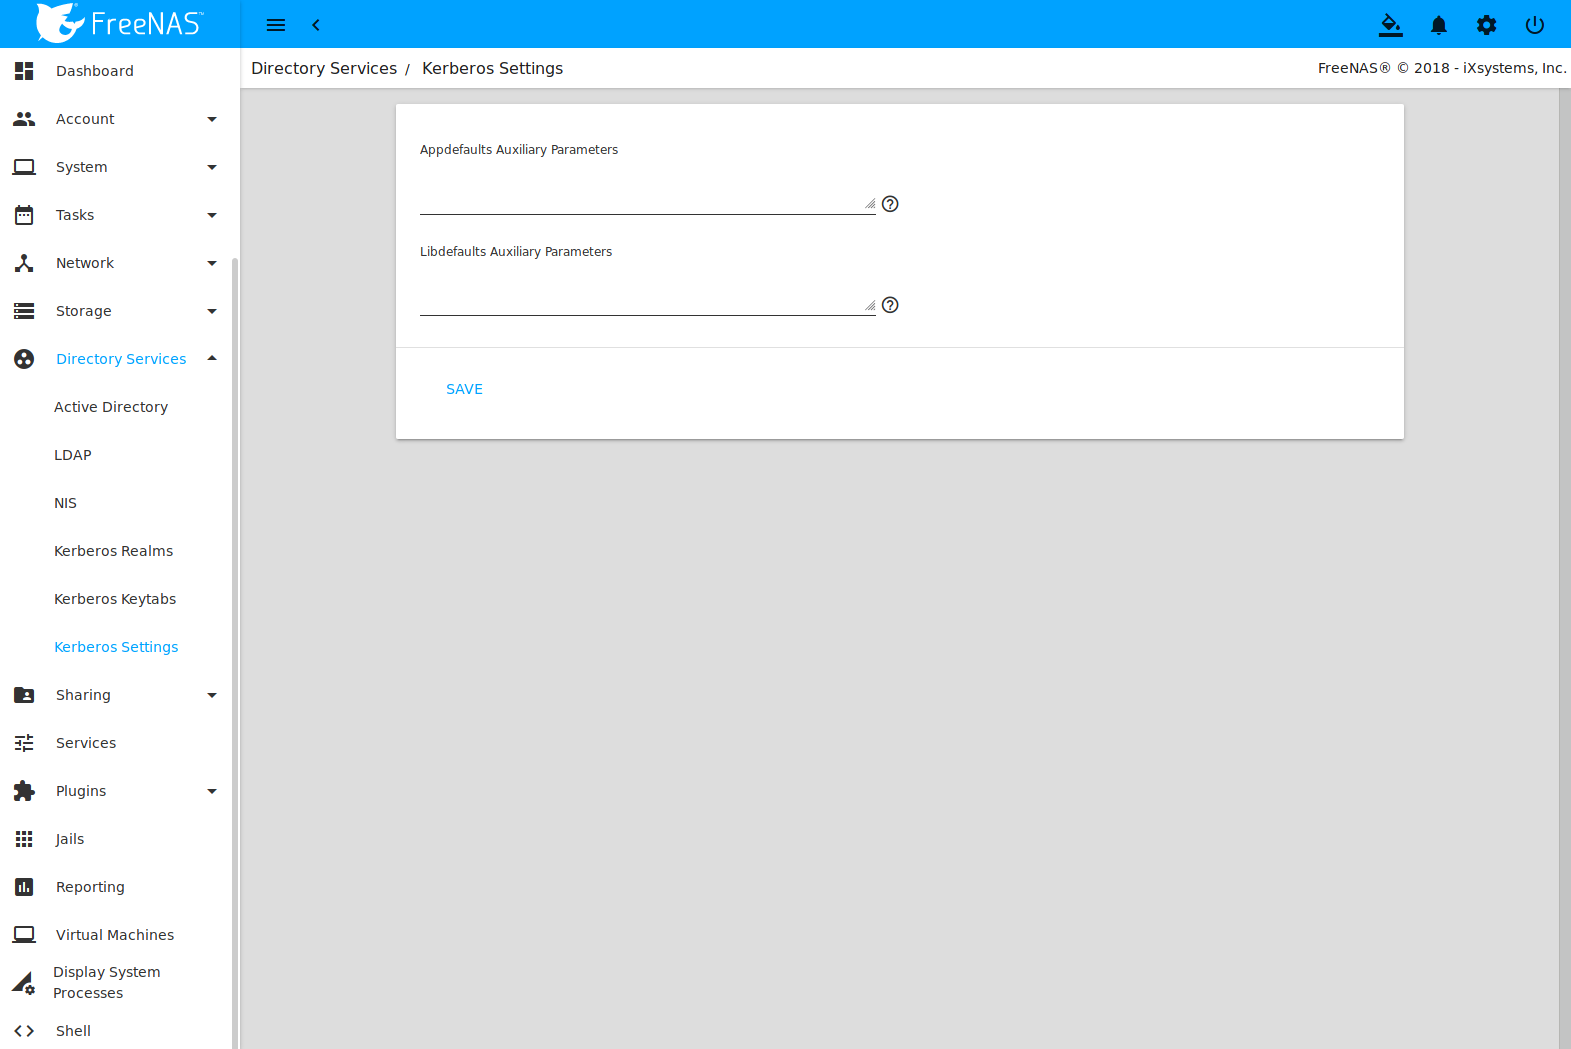 FreeNAS™
Directory Services / Kerberos Settings
FreeNAS® © 2018 - iXsystems, Inc.
Dashboard
Account
System
Tasks
Network
Storage
Directory Services
Active Directory
LDAP
NIS
Kerberos Realms
Kerberos Keytabs
Kerberos Settings
Sharing
Services
Plugins
Jails
Reporting
Virtual Machines
Display System
Processes
Shell
Appdefaults Auxiliary Parameters
Libdefaults Auxiliary Parameters
SAVE